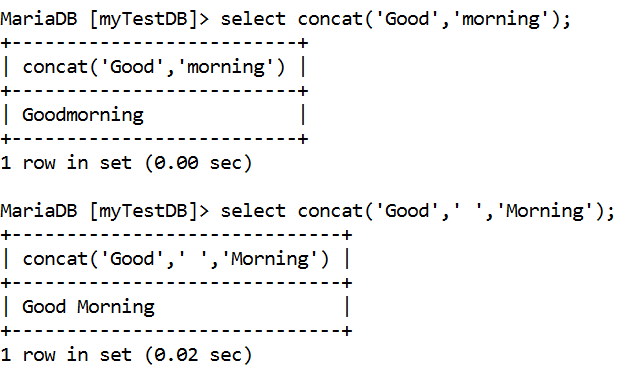 MariaDB [myTestDB]> select concat('Good','morning');
+--------------------------+
| concat('Good','morning') |
+--------------------------+
| Goodmorning              |
+--------------------------+
1 row in set (0.00 sec)

MariaDB [myTestDB]> select concat('Good',' ','Morning');
+------------------------------+
| concat('Good',' ','Morning') |
+------------------------------+
| Good Morning                 |
+------------------------------+
1 row in set (0.02 sec)